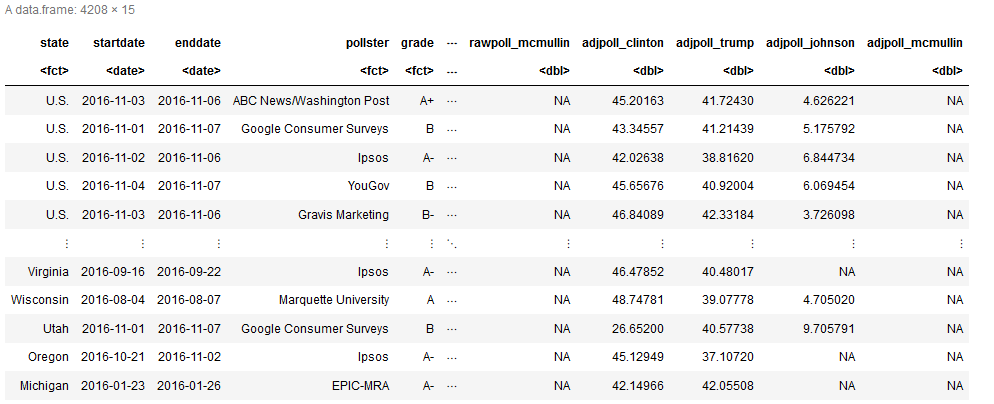 A data.frame: 4208 × 15
state startdate enddate pollster grade ⋯ rawpoll_mcmullin adjpoll_clinton adjpoll_trump adjpoll_johnson adjpoll_mcmullin
<fct> <date> <date> <fct> <fct> ⋯ <dbl> <dbl> <dbl> <dbl> <dbl>
U.S. 2016-11-03 2016-11-06 ABC News/Washington Post A+ ⋯ NA 45.20163 41.72430 4.626221 NA
U.S. 2016-11-01 2016-11-07 Google Consumer Surveys B ⋯ NA 43.34557 41.21439 5.175792 NA
U.S. 2016-11-02 2016-11-06 Ipsos A- ⋯ NA 42.02638 38.81620 6.844734 NA
U.S. 2016-11-04 2016-11-07 YouGov B ⋯ NA 45.65676 40.92004 6.069454 NA
U.S. 2016-11-03 2016-11-06 Gravis Marketing B- ⋯ NA 46.84089 42.33184 3.726098 NA
⋮ ⋮ ⋮ ⋮ ⋮ ⋱ ⋮ ⋮ ⋮ ⋮ ⋮
Virginia 2016-09-16 2016-09-22 Ipsos A- ⋯ NA 46.47852 40.48017 NA NA
Wisconsin 2016-08-04 2016-08-07 Marquette University A ⋯ NA 48.74781 39.07778 4.705020 NA
Utah 2016-11-01 2016-11-07 Google Consumer Surveys B ⋯ NA 26.65200 40.57738 9.705791 NA
Oregon 2016-10-21 2016-11-02 Ipsos A- ⋯ NA 45.12949 37.10720 NA NA
Michigan 2016-01-23 2016-01-26 EPIC-MRA A- ⋯ NA 42.14966 42.05508 NA NA